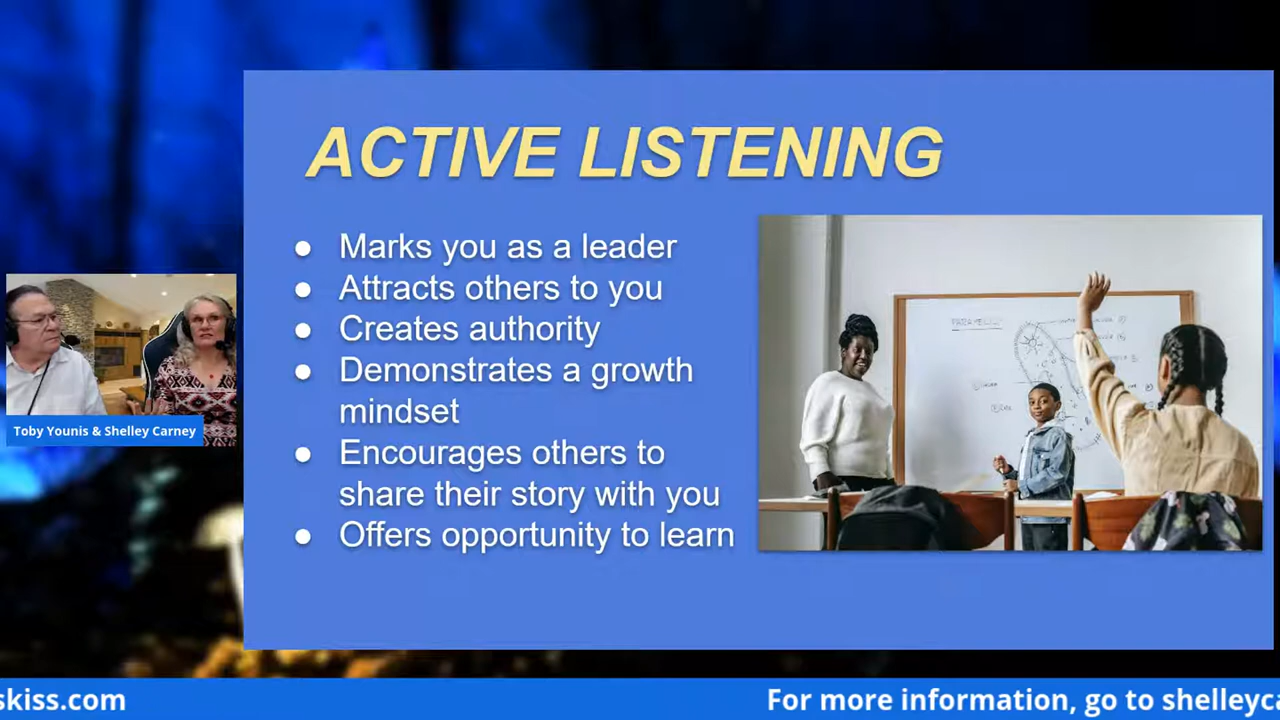 ACTIVE LISTENING
● Marks you as a leader
● Attracts others to you
● Creates authority
● Demonstrates a growth
mindset
● Encourages others to
share their story with you
● Offers opportunity to learn
Toby Younis & Shelley Carney
skiss.com
For more information, go to shelleyca